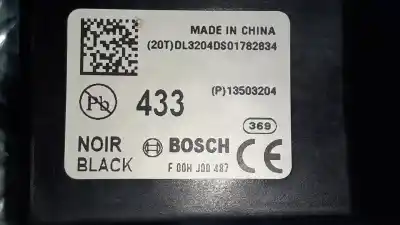 MADE IN CHINA
(20T)DL3204DS01782834
Pb
433
(P)13503204
369
NOIR
BLACK
BOSCH
F 00H J00 487
CE